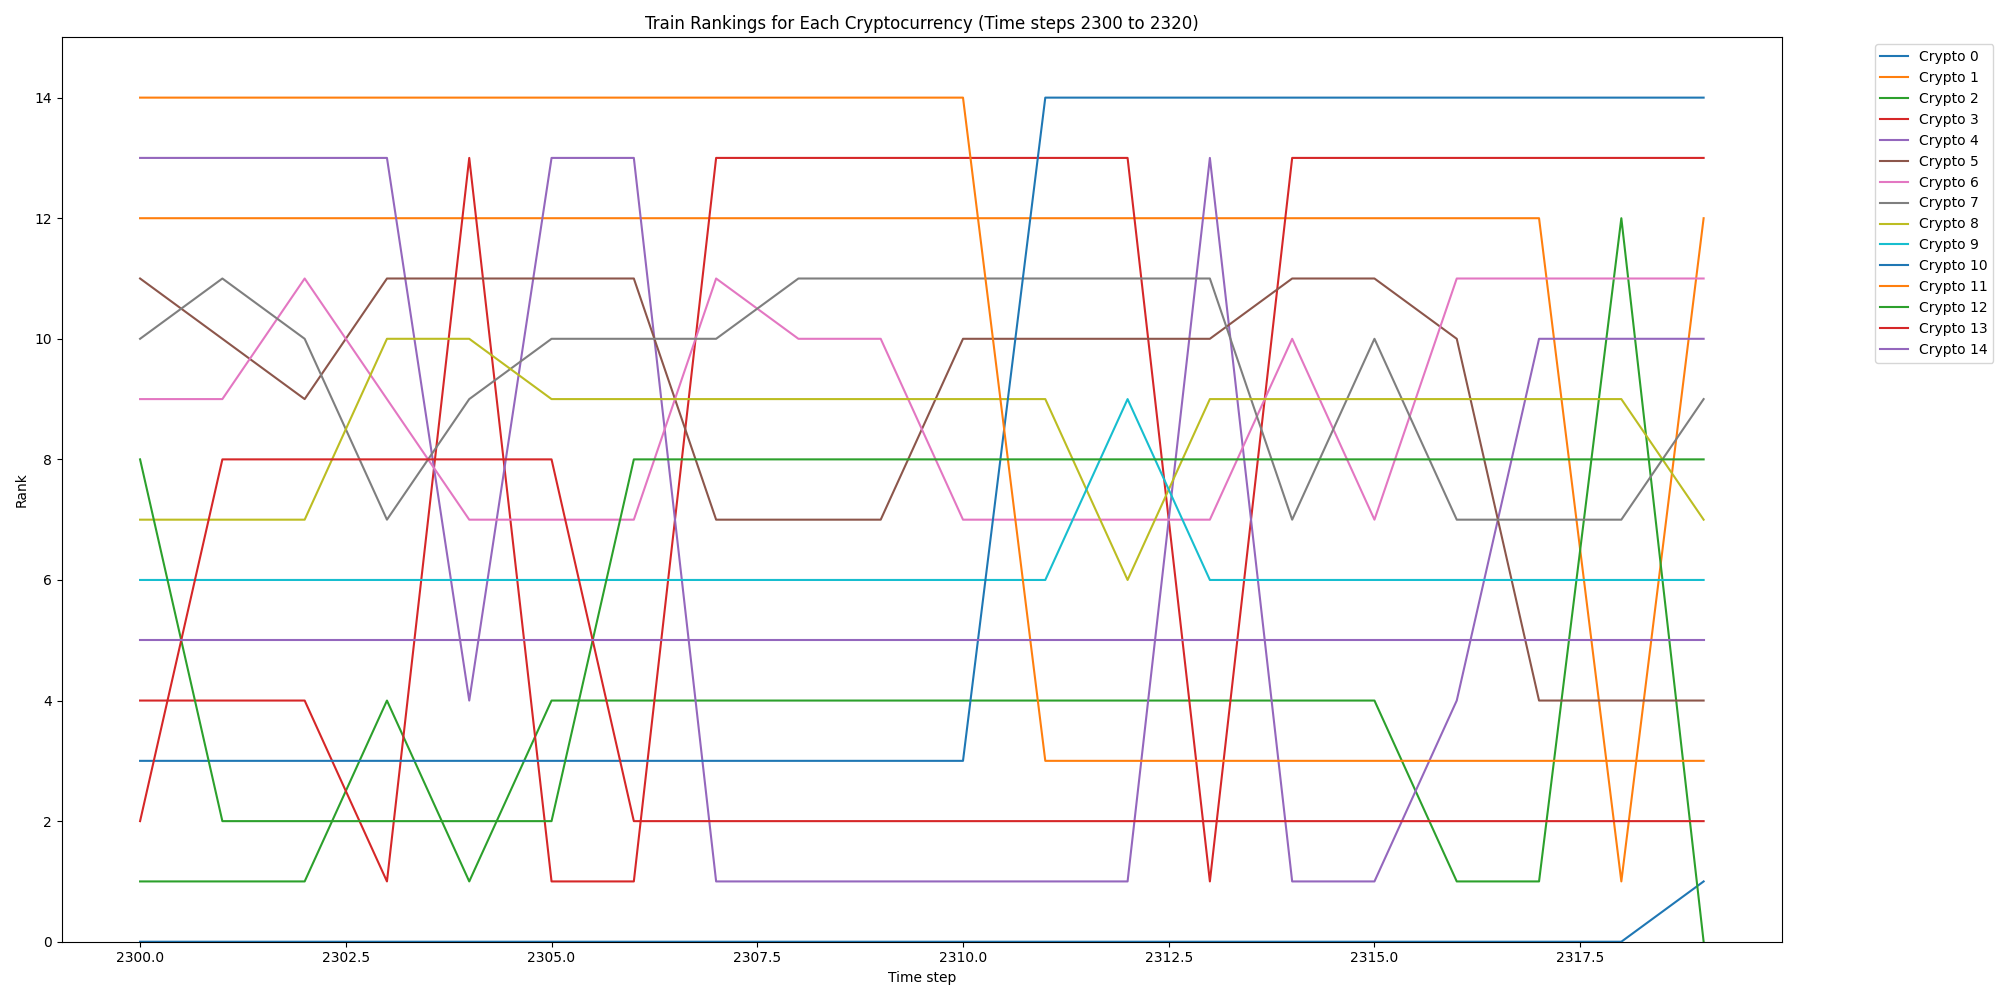 Train Rankings for Each Cryptocurrency (Time steps 2300 to 2320)
Crypto 0
Crypto 1
Crypto 2
Crypto 3
Crypto 4
Crypto 5
Crypto 6
Crypto 7
Crypto 8
Crypto 9
Crypto 10
Crypto 11
Crypto 12
Crypto 13
Crypto 14
Rank
14
12
10
8
6
4
2
0
2300.0 2302.5 2305.0 2307.5 2310.0 2312.5 2315.0 2317.5
Time step